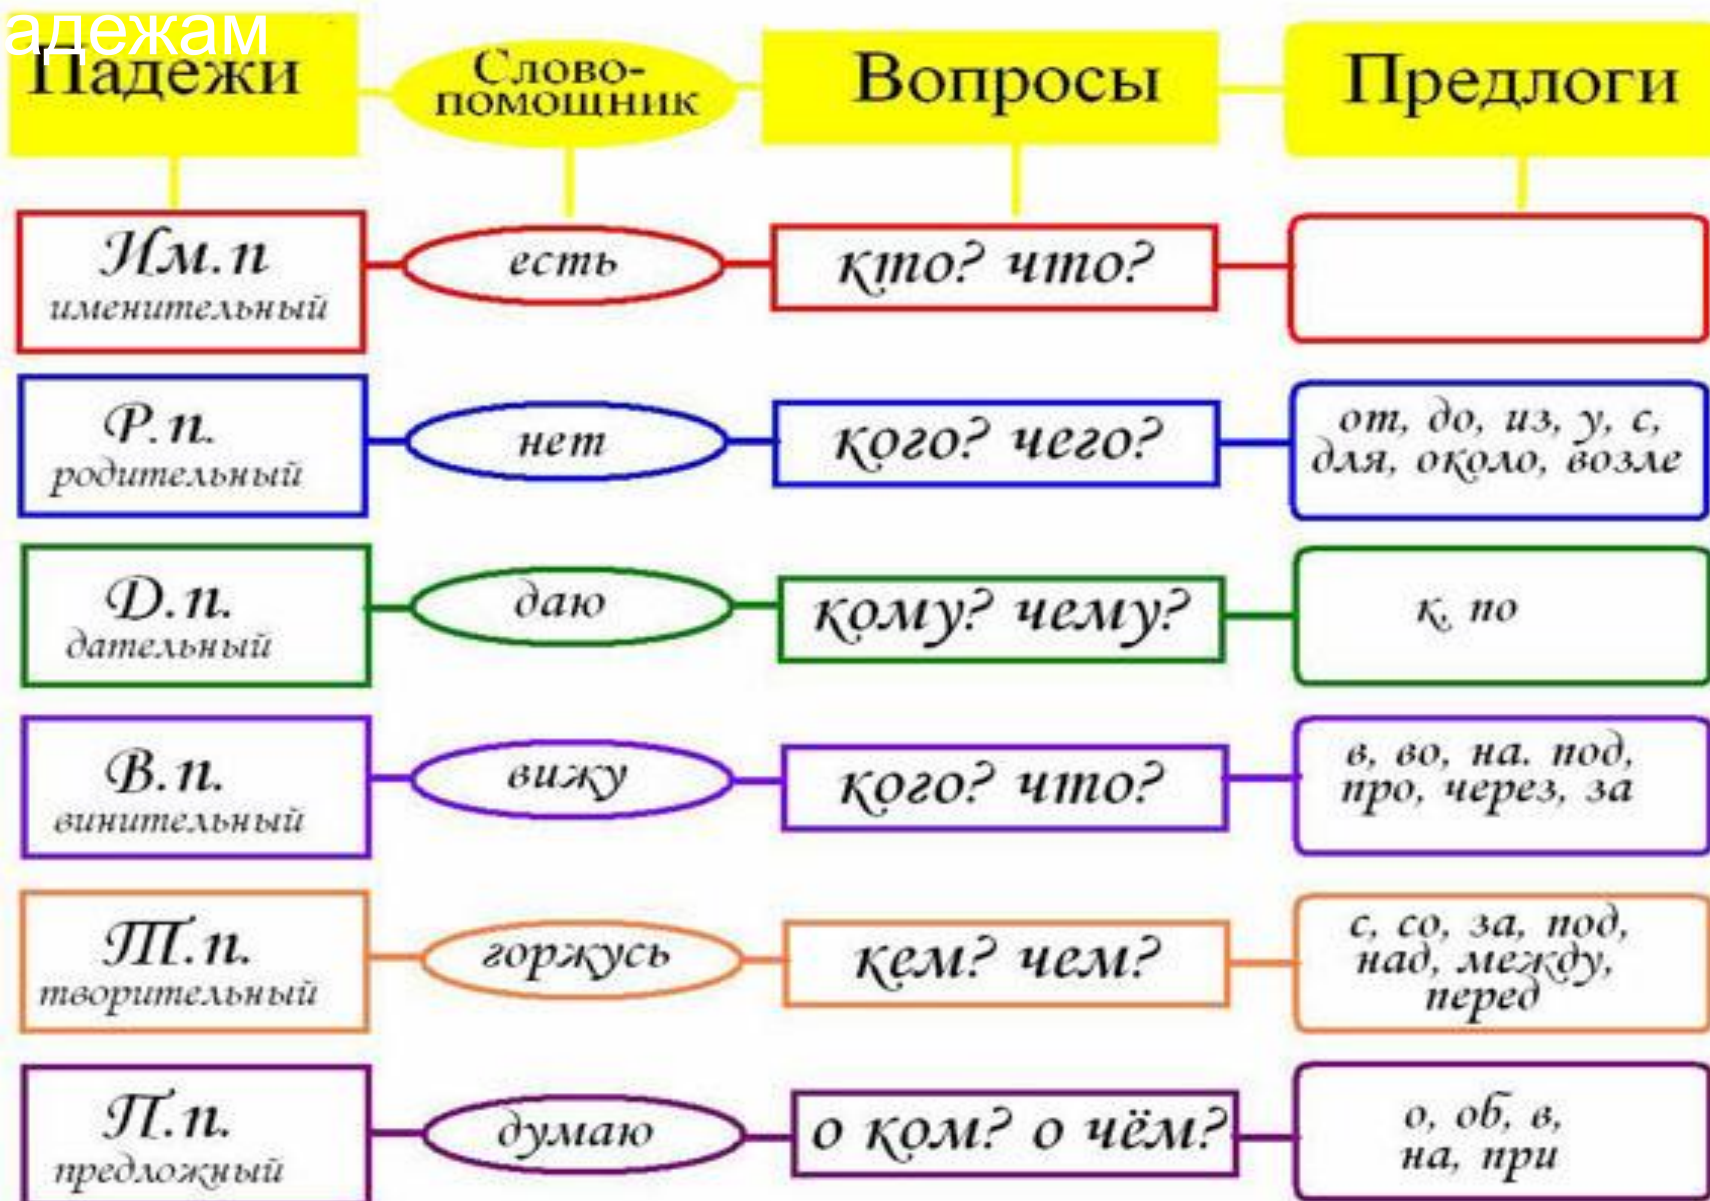 адежам
Падежи
Слово-
помощник
Вопросы
Предлоги
Им.п
именительный
есть
кто? что?
Р.п.
родительный
нет
кого? чего?
от, до, из, у, с,
для, около, возле
Д.п.
дательный
даю
кому? чему?
к, по
В.п.
винительный
вижу
кого? что?
в, во, на. под,
про, через, за
Т.п.
творительный
горжусь
кем? чем?
с, со, за, под,
над, между,
перед
П.п.
предложный
думаю
о ком? о чём?
о, об, в,
на, при